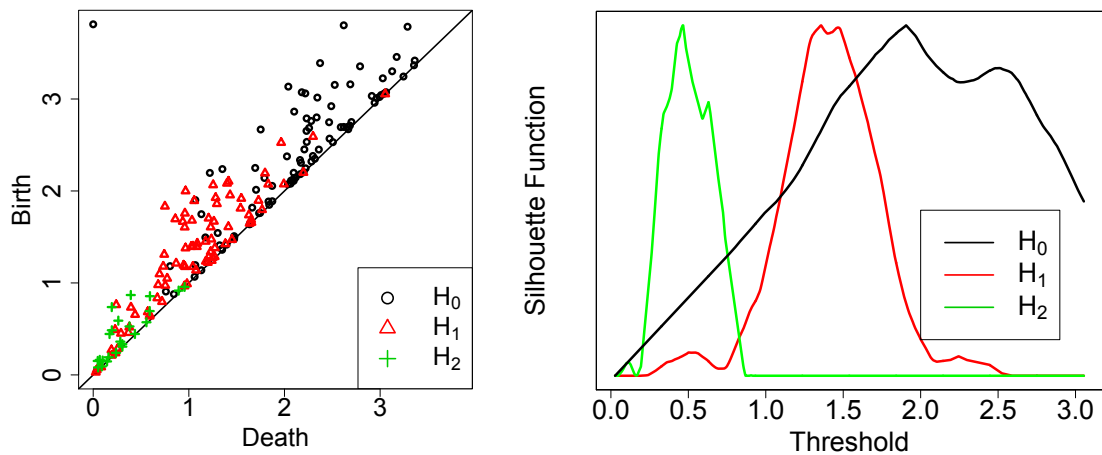 Birth
3
2
1
0
0 1 2 3
Death
H₀
H₁
H₂
Silhouette Function
0.0 0.5 1.0 1.5 2.0 2.5 3.0
Threshold
H₀
H₁
H₂